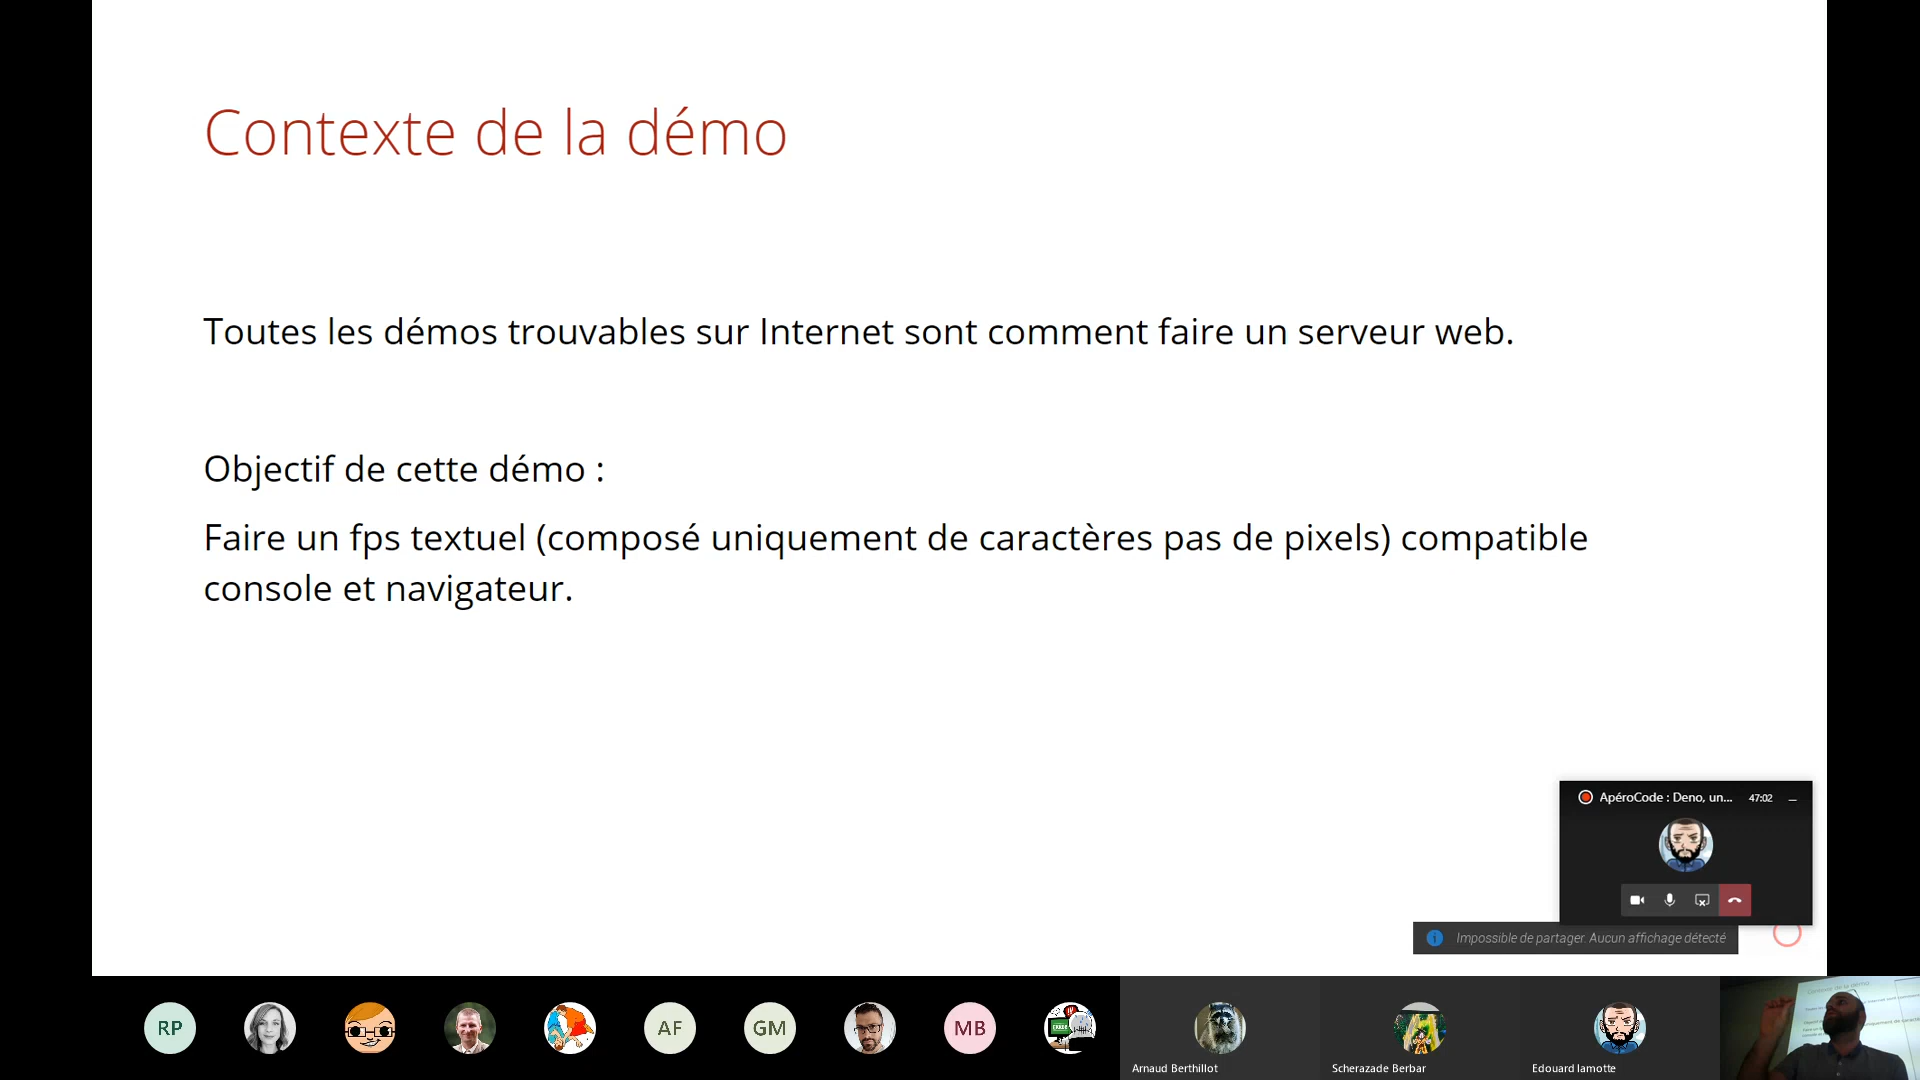 Contexte de la démo
Toutes les démos trouvables sur Internet sont comment faire un serveur web.
Objectif de cette démo :
Faire un fps textuel (composé uniquement de caractères pas de pixels) compatible
console et navigateur.
ApéroCode : Deno, un... 47:02
Impossible de partager. Aucun affichage détecté
RP
AF
GM
MB
Arnaud Berthillot
Scherazade Berbar
Edouard lamotte